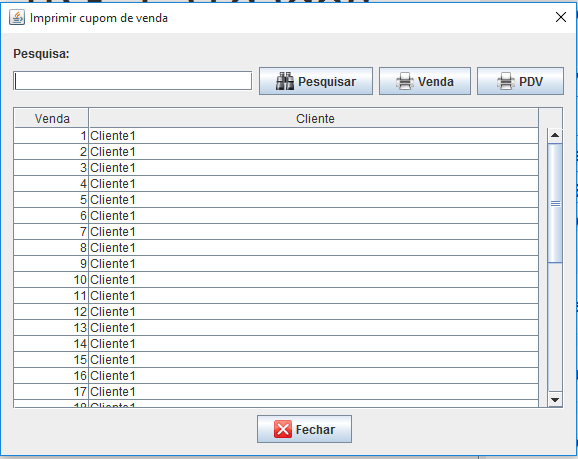 Imprimir cupom de venda
Pesquisa:
Pesquisar Venda PDV
Venda Cliente
1 Cliente1
2 Cliente1
3 Cliente1
4 Cliente1
5 Cliente1
6 Cliente1
7 Cliente1
8 Cliente1
9 Cliente1
10 Cliente1
11 Cliente1
12 Cliente1
13 Cliente1
14 Cliente1
15 Cliente1
16 Cliente1
17 Cliente1
18 Cliente1
Fechar